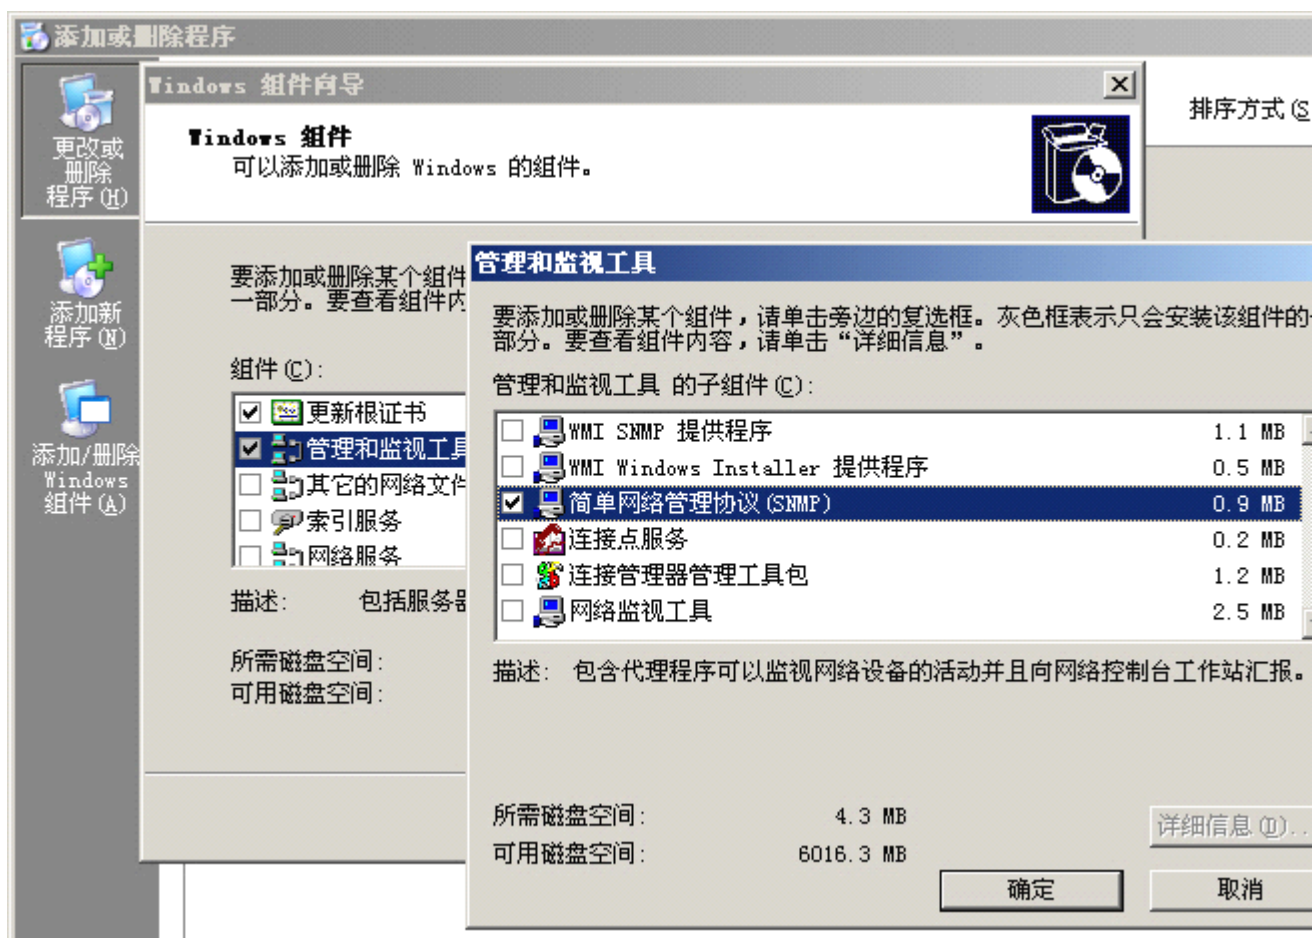 添加或删除程序
更改或
删除
程序(H)
添加新
程序(N)
添加/删除
Windows
组件(A)
排序方式(S
Windows 组件向导
Windows 组件
可以添加或删除 Windows 的组件。
要添加或删除某个组件
一部分。要查看组件内
组件(C):
更新根证书
管理和监视工具
其它的网络文件
索引服务
网络服务
描述: 包括服务器
所需磁盘空间:
可用磁盘空间:
管理和监视工具
要添加或删除某个组件,请单击旁边的复选框。灰色框表示只会安装该组件的
部分。要查看组件内容,请单击“详细信息”。
管理和监视工具 的子组件(C):
WMI SNMP 提供程序 1.1 MB
WMI Windows Installer 提供程序 0.5 MB
简单网络管理协议(SNMP) 0.9 MB
连接点服务 0.2 MB
连接管理器管理工具包 1.2 MB
网络监视工具 2.5 MB
描述: 包含代理程序可以监视网络设备的活动并且向网络控制台工作站汇报。
所需磁盘空间: 4.3 MB
可用磁盘空间: 6016.3 MB
详细信息(D)..
确定
取消